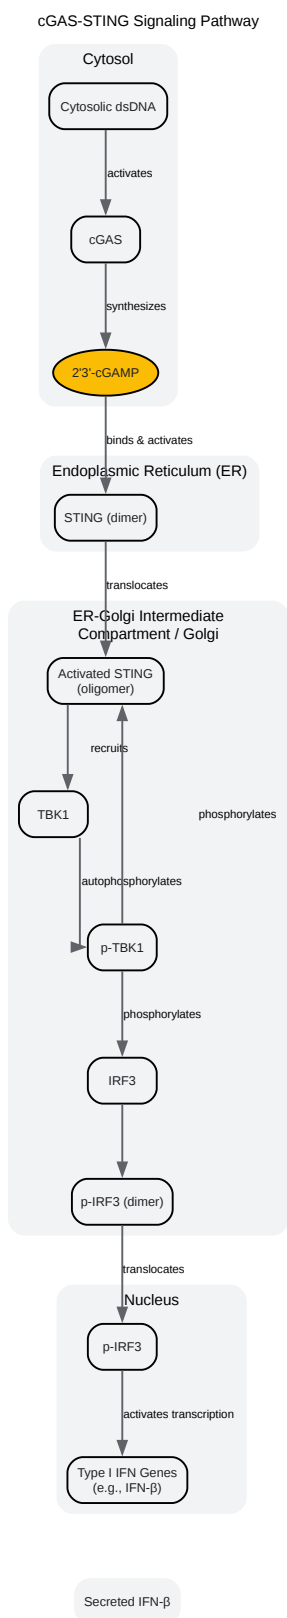 cGAS-STING Signaling Pathway
Cytosol
Cytosolic dsDNA
activates
cGAS
synthesizes
2'3'-cGAMP
binds & activates
Endoplasmic Reticulum (ER)
STING (dimer)
translocates
ER-Golgi Intermediate
Compartment / Golgi
Activated STING
(oligomer)
recruits
TBK1
phosphorylates
autophosphorylates
p-TBK1
phosphorylates
IRF3
p-IRF3 (dimer)
translocates
Nucleus
p-IRF3
activates transcription
Type I IFN Genes
(e.g., IFN-β)
Secreted IFN-β